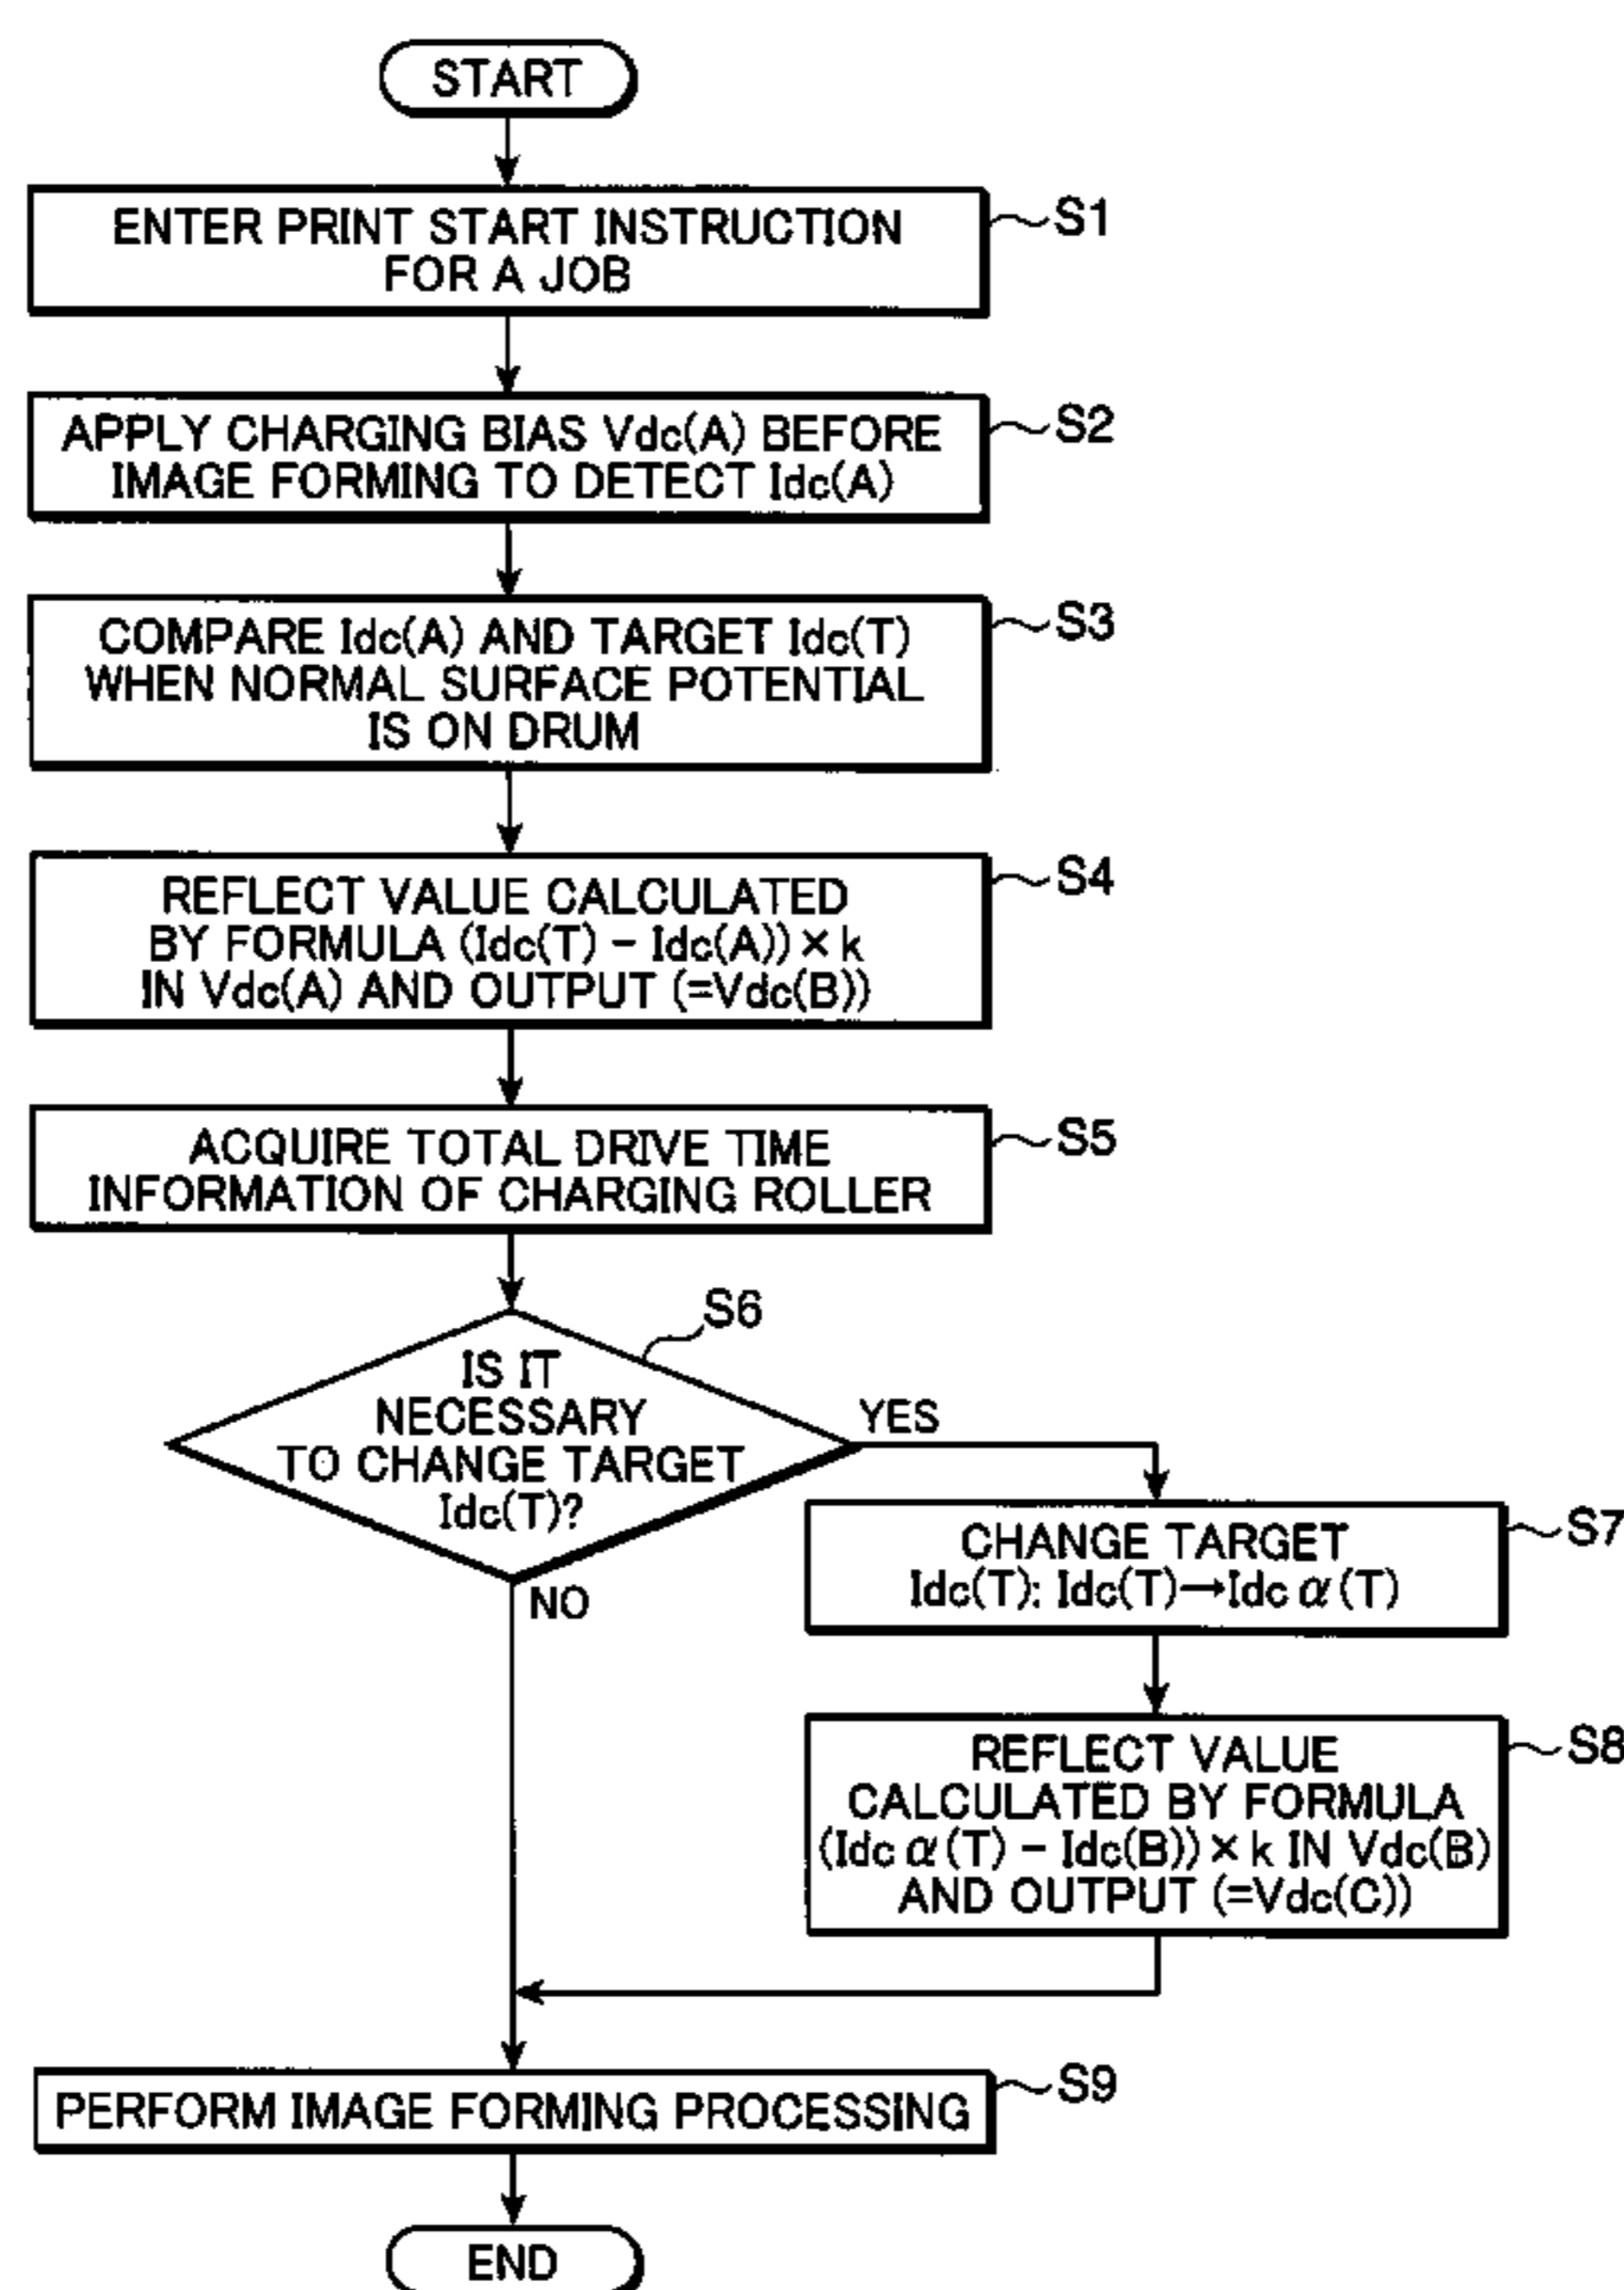 START
ENTER PRINT START INSTRUCTION
FOR A JOB
S1
APPLY CHARGING BIAS Vdc(A) BEFORE
IMAGE FORMING TO DETECT Idc(A)
S2
COMPARE Idc(A) AND TARGET Idc(T)
WHEN NORMAL SURFACE POTENTIAL
IS ON DRUM
S3
REFLECT VALUE CALCULATED
BY FORMULA (Idc(T) - Idc(A)) × k
IN Vdc(A) AND OUTPUT (=Vdc(B))
S4
ACQUIRE TOTAL DRIVE TIME
INFORMATION OF CHARGING ROLLER
S5
IS IT
NECESSARY
TO CHANGE TARGET
Idc(T)?
S6
YES
NO
CHANGE TARGET
Idc(T): Idc(T)→Idc α (T)
S7
REFLECT VALUE
CALCULATED BY FORMULA
(Idc α (T) - Idc(B)) × k IN Vdc(B)
AND OUTPUT (=Vdc(C))
S8
PERFORM IMAGE FORMING PROCESSING
S9
END